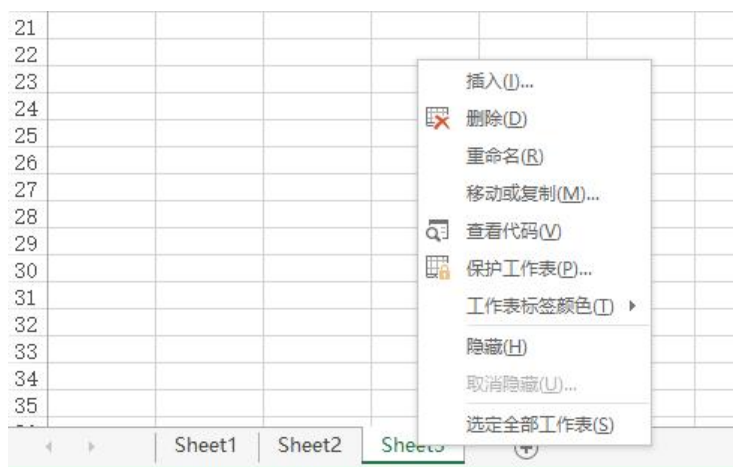 21
22
23
24
25
26
27
28
29
30
31
32
33
34
35
插入(I)...
删除(D)
重命名(R)
移动或复制(M)...
查看代码(V)
保护工作表(P)...
工作表标签颜色(T)
隐藏(H)
取消隐藏(U)...
选定全部工作表(S)
Sheet1 Sheet2 Sheet3